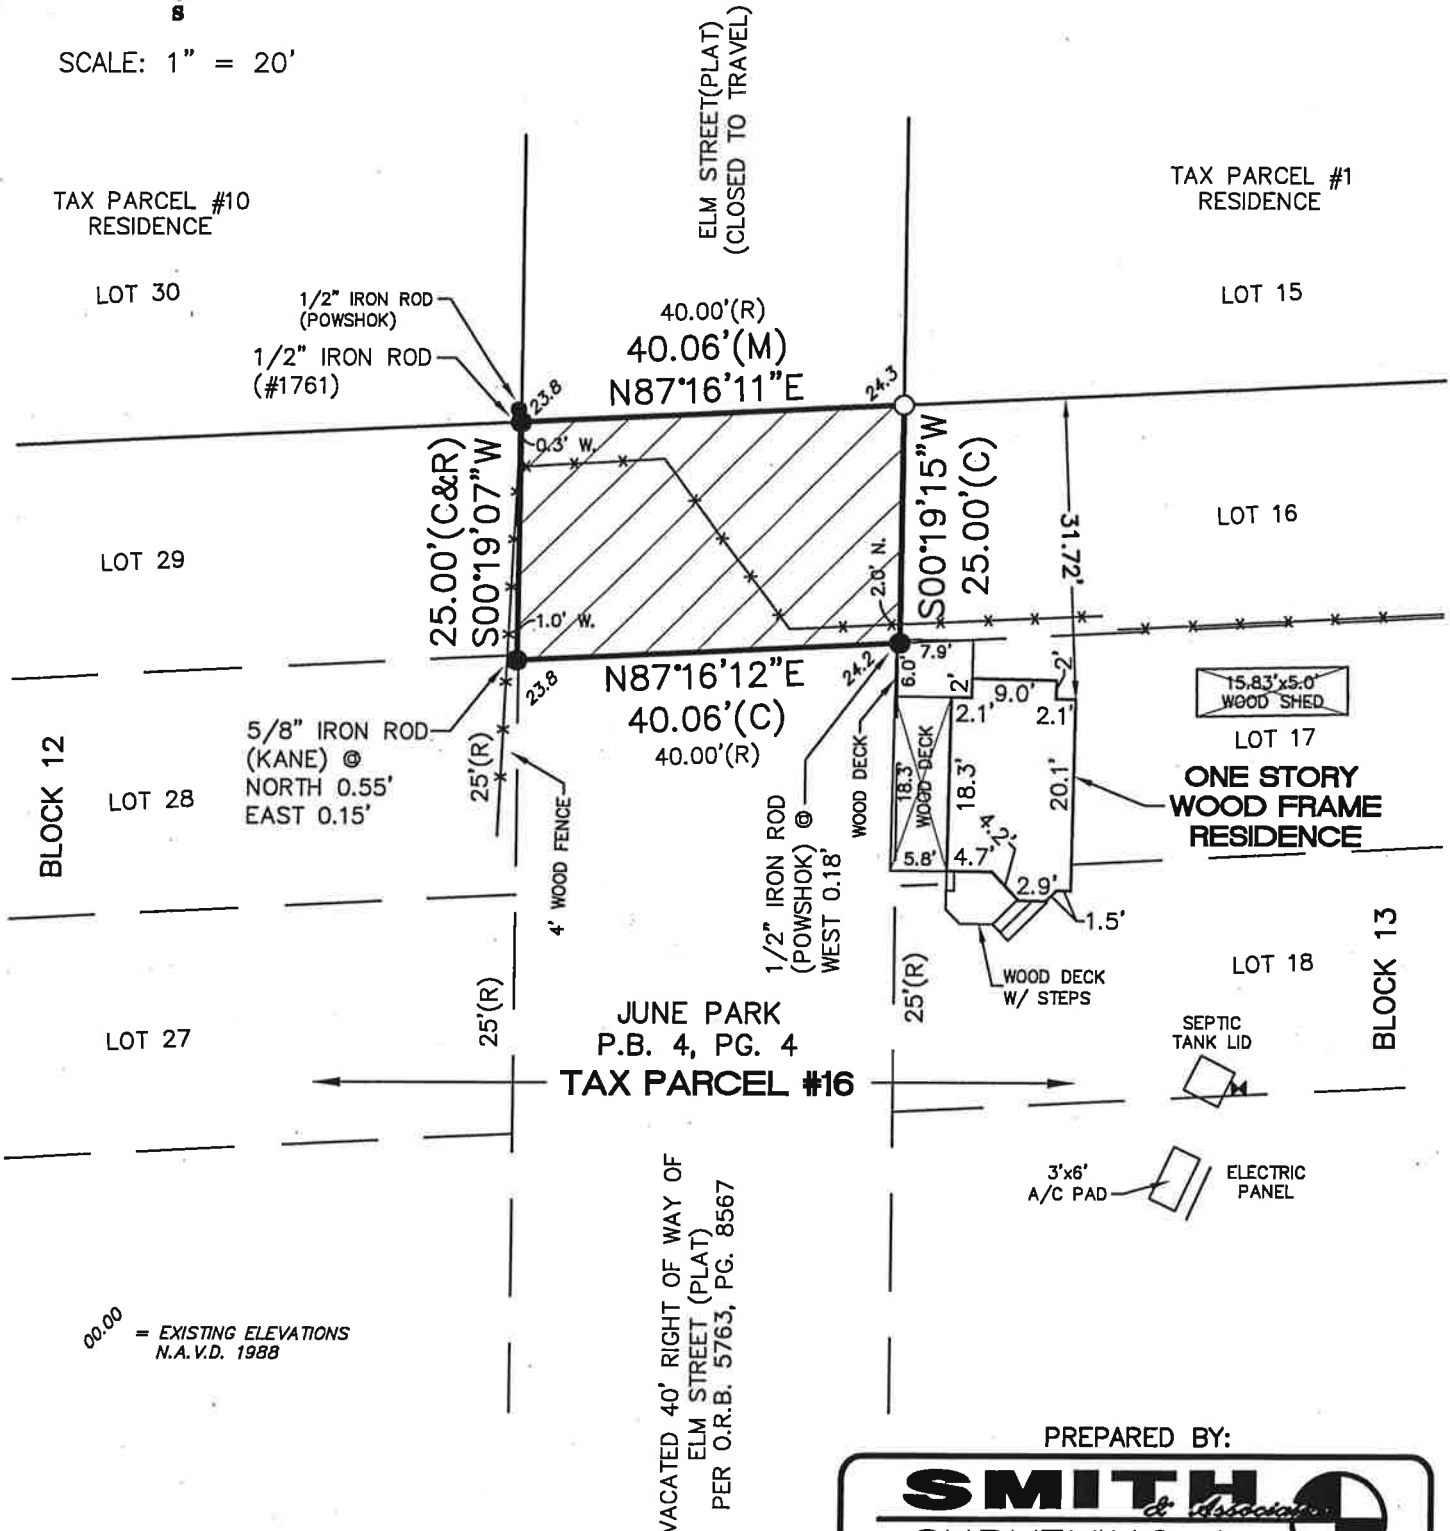 S
SCALE: 1" = 20'
ELM STREET(PLAT)
(CLOSED TO TRAVEL)
TAX PARCEL #10
RESIDENCE
TAX PARCEL #1
RESIDENCE
LOT 30
LOT 15
1/2" IRON ROD
(POWSHOK)
1/2" IRON ROD
(#1761)
40.00'(R)
40.06'(M)
N87°16'11"E
23.8
24.3
0.3' W.
25.00'(C&R)
S00°19'07"W
S00°19'15"W
25.00'(C)
31.72'
LOT 29
LOT 16
2.0' N.
1.0' W.
N87°16'12"E
40.06'(C)
40.00'(R)
23.8
24.2
7.9'
6.0'
2'
9.0'
2'
2.1'
2.1'
15.83'x5.0'
WOOD SHED
LOT 17
5/8" IRON ROD
(KANE) @
NORTH 0.55'
EAST 0.15'
BLOCK 12
LOT 28
25'(R)
4' WOOD FENCE
1/2" IRON ROD
(POWSHOK) @
WEST 0.18'
WOOD DECK
18.3'
WOOD DECK
18.3'
20.1'
ONE STORY
WOOD FRAME
RESIDENCE
5.8'
4.7'
4.2'
2.9'
1.5'
WOOD DECK
W/ STEPS
LOT 18
BLOCK 13
LOT 27
25'(R)
25'(R)
JUNE PARK
P.B. 4, PG. 4
TAX PARCEL #16
SEPTIC
TANK LID
3'x6'
A/C PAD
ELECTRIC
PANEL
VACATED 40' RIGHT OF WAY OF
ELM STREET (PLAT)
PER O.R.B. 5763, PG. 8567
00.00 = EXISTING ELEVATIONS
N.A.V.D. 1988
PREPARED BY:
SMITH
&